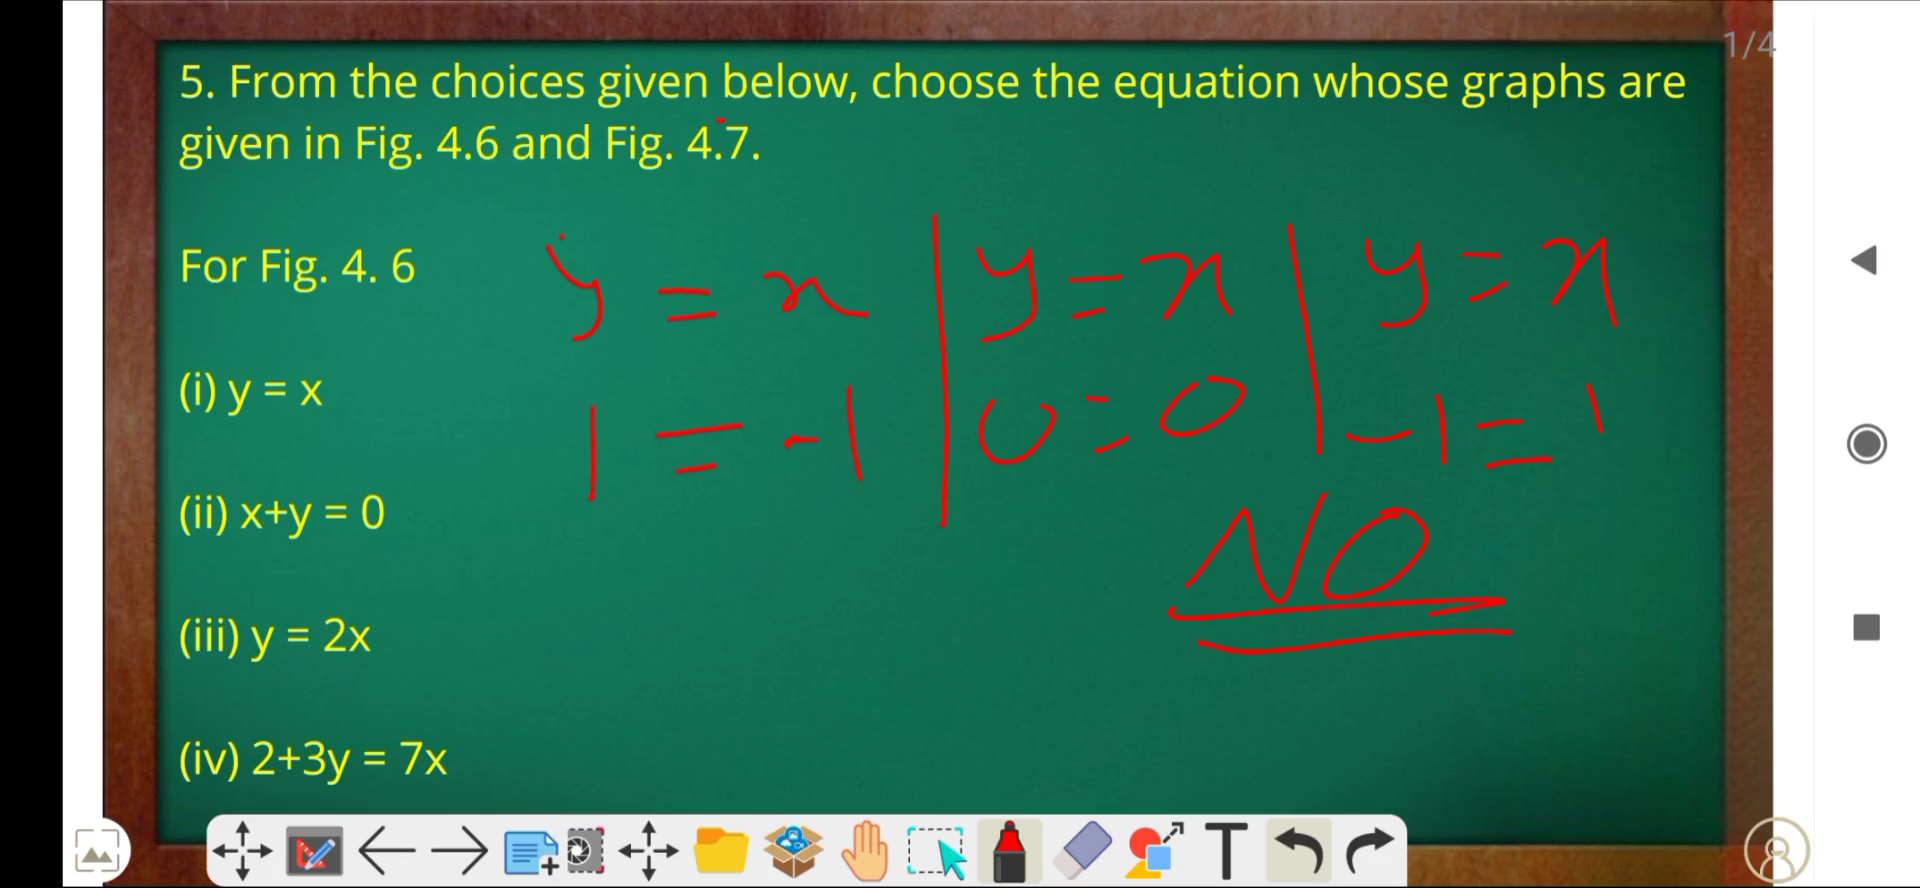 1/4
5. From the choices given below, choose the equation whose graphs are
given in Fig. 4.6 and Fig. 4.7.
For Fig. 4. 6
y = x | y = x | y = x
(i) y = x
1 = -1 | 0 = 0 | -1 = 1
(ii) x+y = 0
NO
(iii) y = 2x
(iv) 2+3y = 7x
T